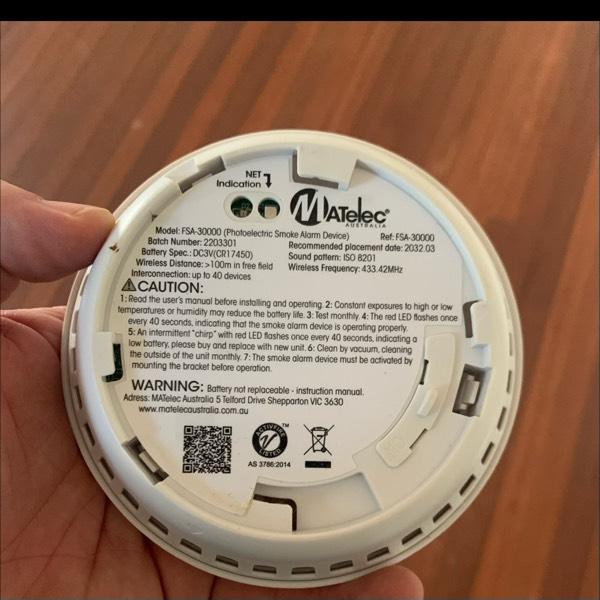 NET
Indication
MATelec®
AUSTRALIA
Model: FSA-30000 (Photoelectric Smoke Alarm Device) Ref: FSA-30000
Batch Number: 2203301 Recommended placement date: 2032.03
Battery Spec.: DC3V(CR17450) Sound pattern: ISO 8201
Wireless Distance: >100m in free field Wireless Frequency: 433.42MHz
Interconnection: up to 40 devices
CAUTION:
1: Read the user's manual before installing and operating. 2: Constant exposures to high or low
temperatures or humidity may reduce the battery life. 3: Test monthly. 4: The red LED flashes once
every 40 seconds, indicating that the smoke alarm device is operating properly.
5: An intermittent "chirp" with red LED flashes once every 40 seconds, indicating a
low battery, please buy and replace with new unit. 6: Clean by vacuum, cleaning
the outside of the unit monthly. 7: The smoke alarm device must be activated by
mounting the bracket before operation.
WARNING: Battery not replaceable - instruction manual.
Adress: MATelec Australia 5 Telford Drive Shepparton VIC 3630
www.matelecaustralia.com.au
ACTIVFIRE
LISTED
TM
AS 3786:2014